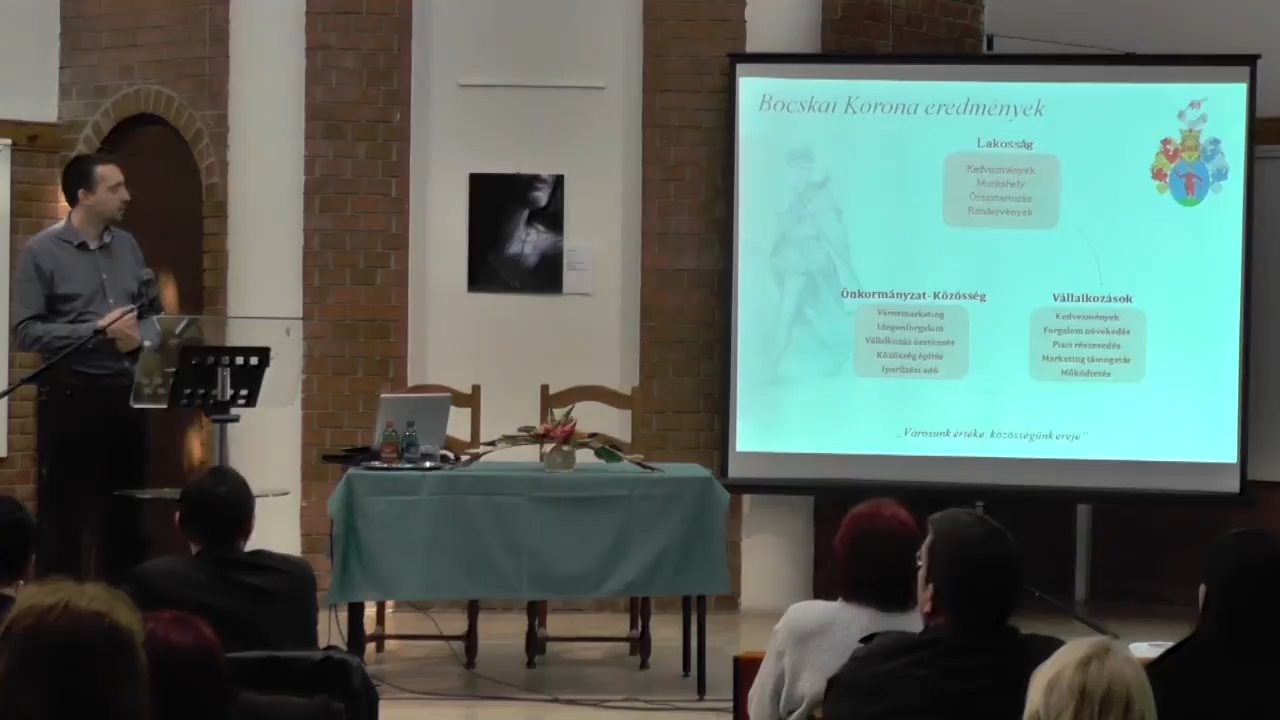 Bocskai Korona eredmények
Lakosság
Kedvezmények
Munkahely
Összetartozás
Rendezvények
Önkormányzat-Közösség
Városmarketing
Idegenforgalom
Vállalkozás ösztönzés
Közösség építés
Iparűzési adó
Vállalkozások
Kedvezmények
Forgalom növekedés
Piaci részesedés
Marketing támogatás
Működtetés
„Városunk értéke, közösségünk ereje”